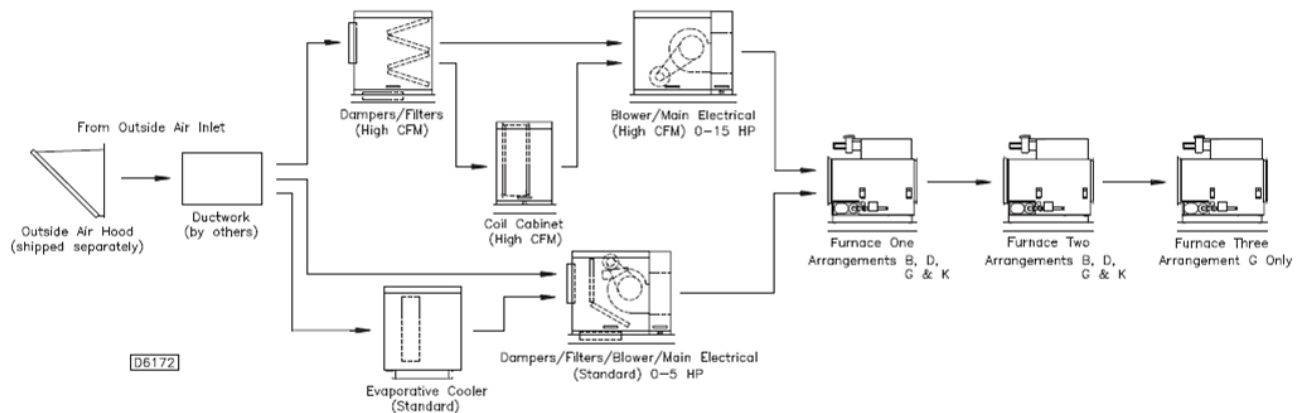 From Outside Air Inlet
Outside Air Hood
(shipped separately)
Ductwork
(by others)
Dampers/Filters
(High CFM)
Coil Cabinet
(High CFM)
Blower/Main Electrical
(High CFM) 0-15 HP
Evaporative Cooler
(Standard)
Dampers/Filters/Blower/Main Electrical
(Standard) 0-5 HP
Furnace One
Arrangements B, D,
G & K
Furnace Two
Arrangements B, D,
G & K
Furnace Three
Arrangement G Only
D6172